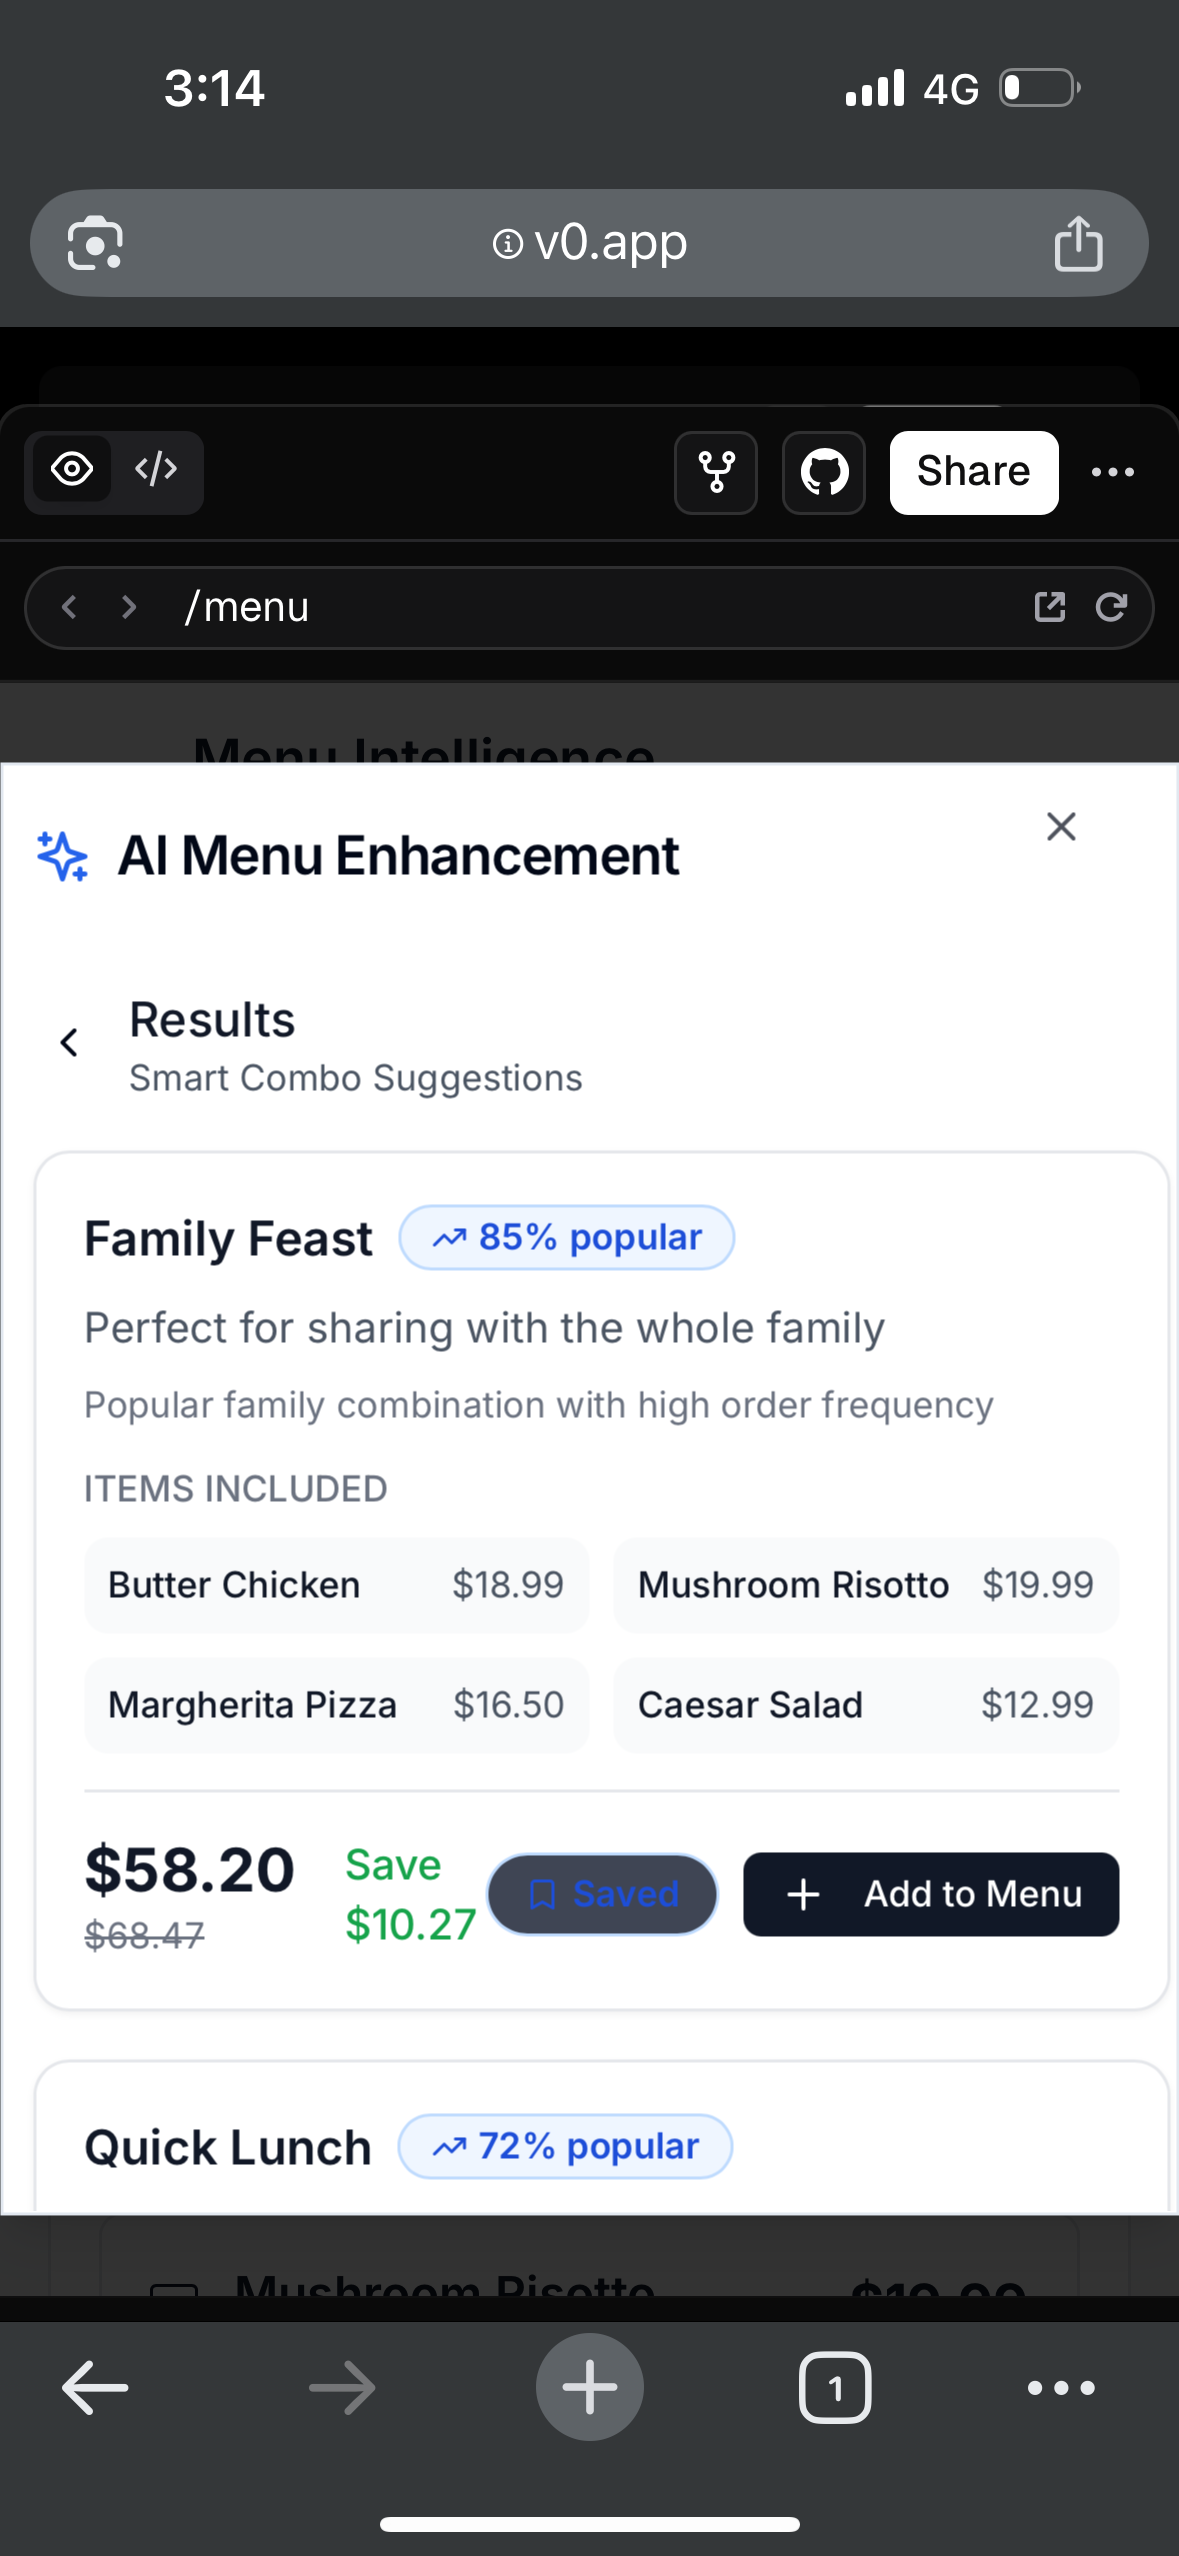 3:14
4G
v0.app
Share
/menu
Menu Intelligence
AI Menu Enhancement
Results
Smart Combo Suggestions
Family Feast
85% popular
Perfect for sharing with the whole family
Popular family combination with high order frequency
ITEMS INCLUDED
Butter Chicken $18.99
Mushroom Risotto $19.99
Margherita Pizza $16.50
Caesar Salad $12.99
$58.20
$68.47
Save
$10.27
Saved
Add to Menu
Quick Lunch
72% popular
Mushroom Risotto $19.99
1